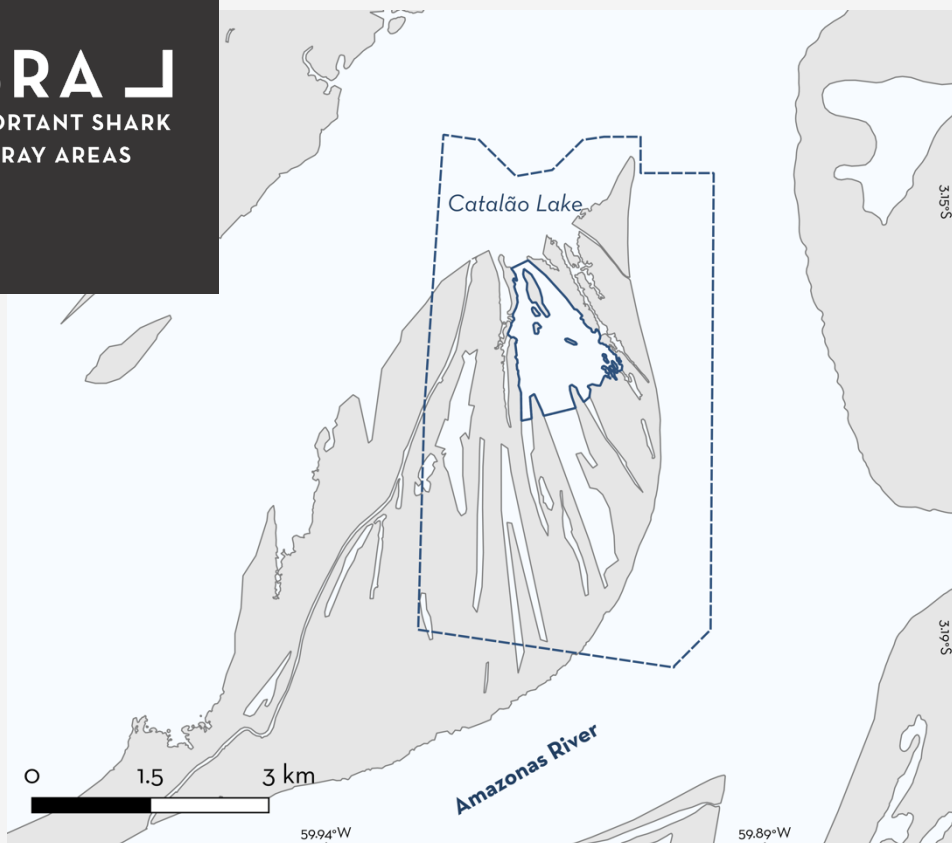 RA
ORTANT SHARK
RAY AREAS
Catalão Lake
3.15°S
3.19°S
Amazonas River
0 1.5 3 km
59.94°W 59.89°W